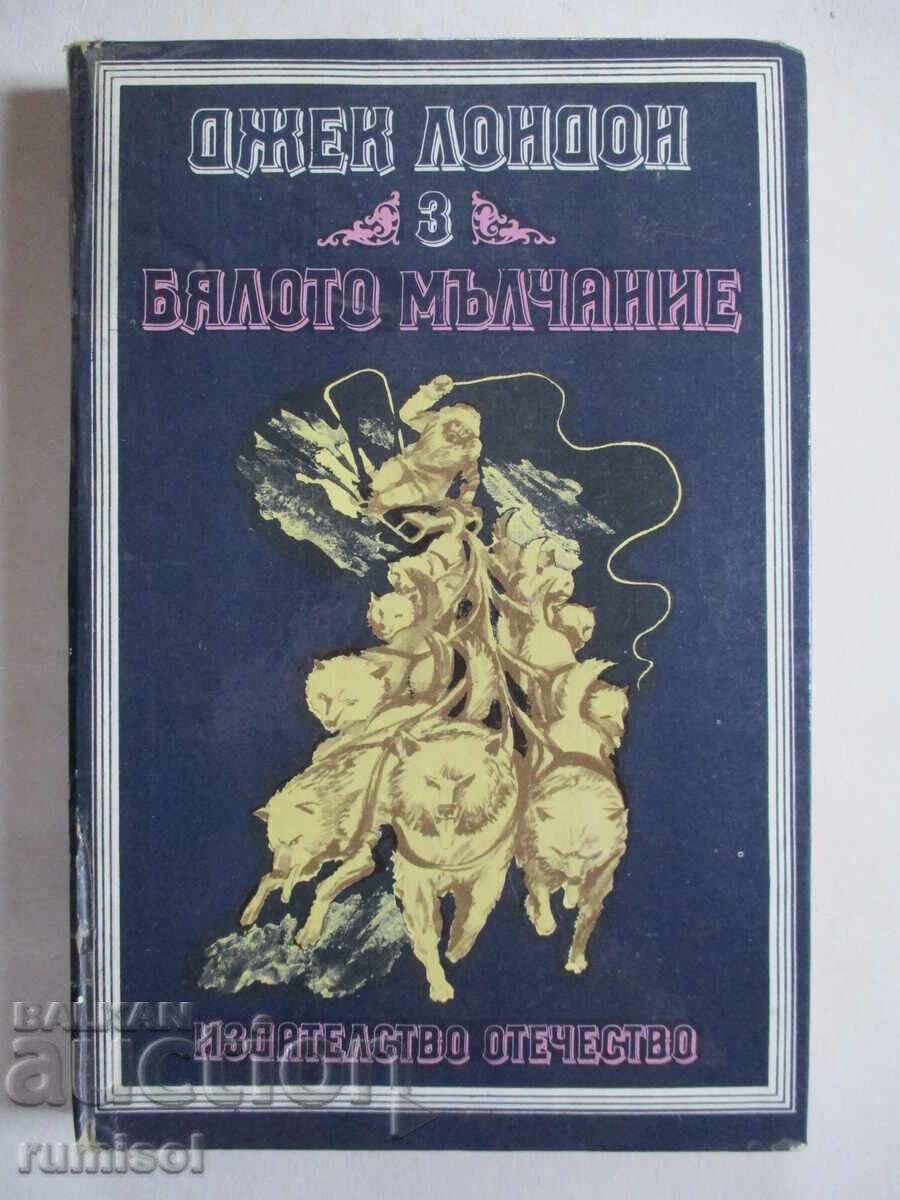 ДЖЕК ЛОНДОН
3
БЯЛОТО МЪЛЧАНИЕ
ИЗДАТЕЛСТВО ОТЕЧЕСТВО
BALKAN
auction
rumisol